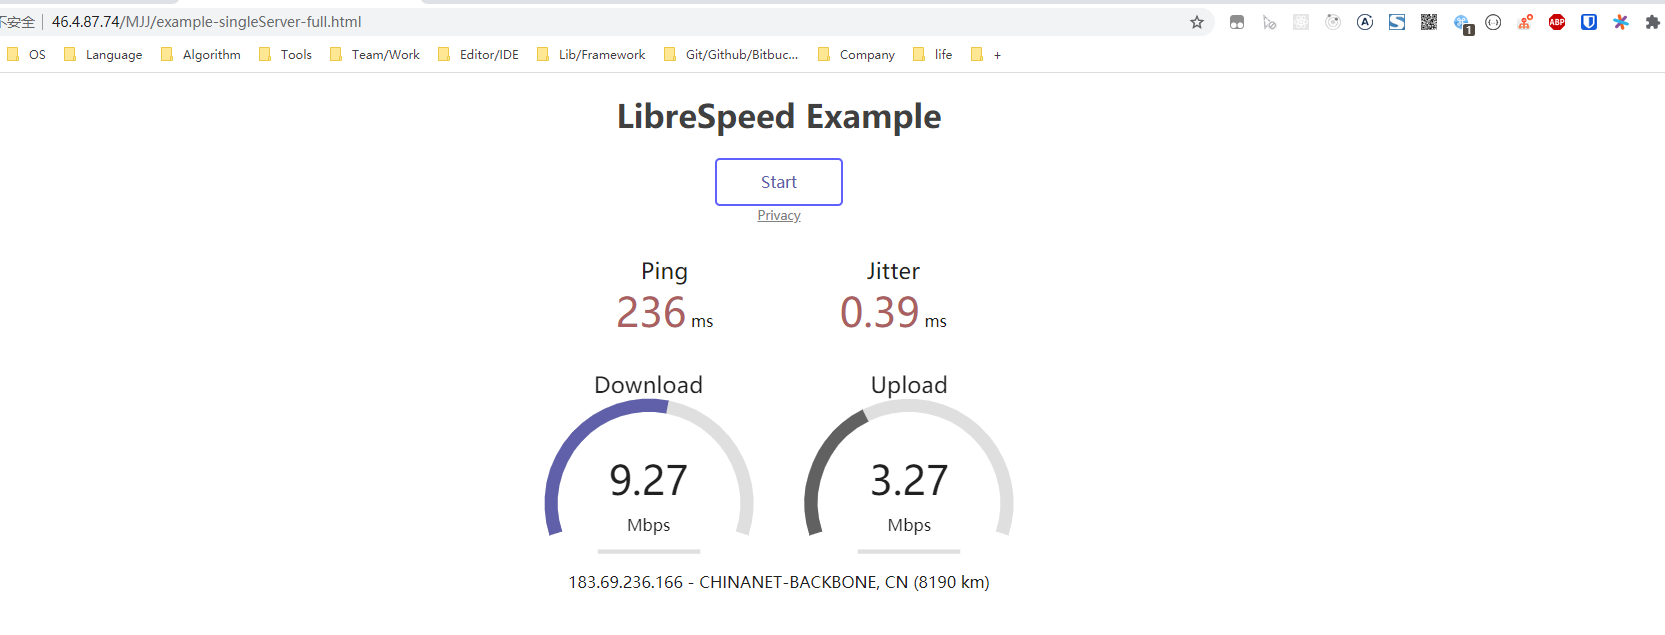 不安全 | 46.4.87.74/MJJ/example-singleServer-full.html
1
ABP
OS Language Algorithm Tools Team/Work Editor/IDE Lib/Framework Git/Github/Bitbuc... Company life +
LibreSpeed Example
Start
Privacy
Ping Jitter
236 ms 0.39 ms
Download Upload
9.27 3.27
Mbps Mbps
183.69.236.166 - CHINANET-BACKBONE, CN (8190 km)